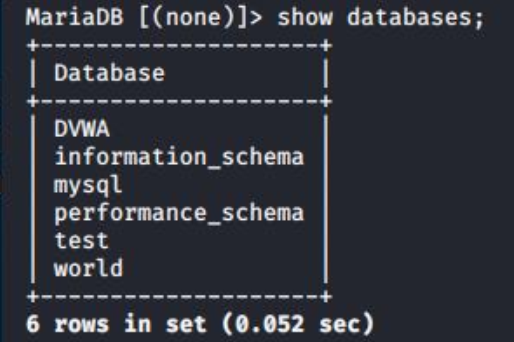 MariaDB [(none)]> show databases;
+--------------------+
| Database           |
+--------------------+
| DVWA               |
| information_schema |
| mysql              |
| performance_schema |
| test               |
| world              |
+--------------------+
6 rows in set (0.052 sec)